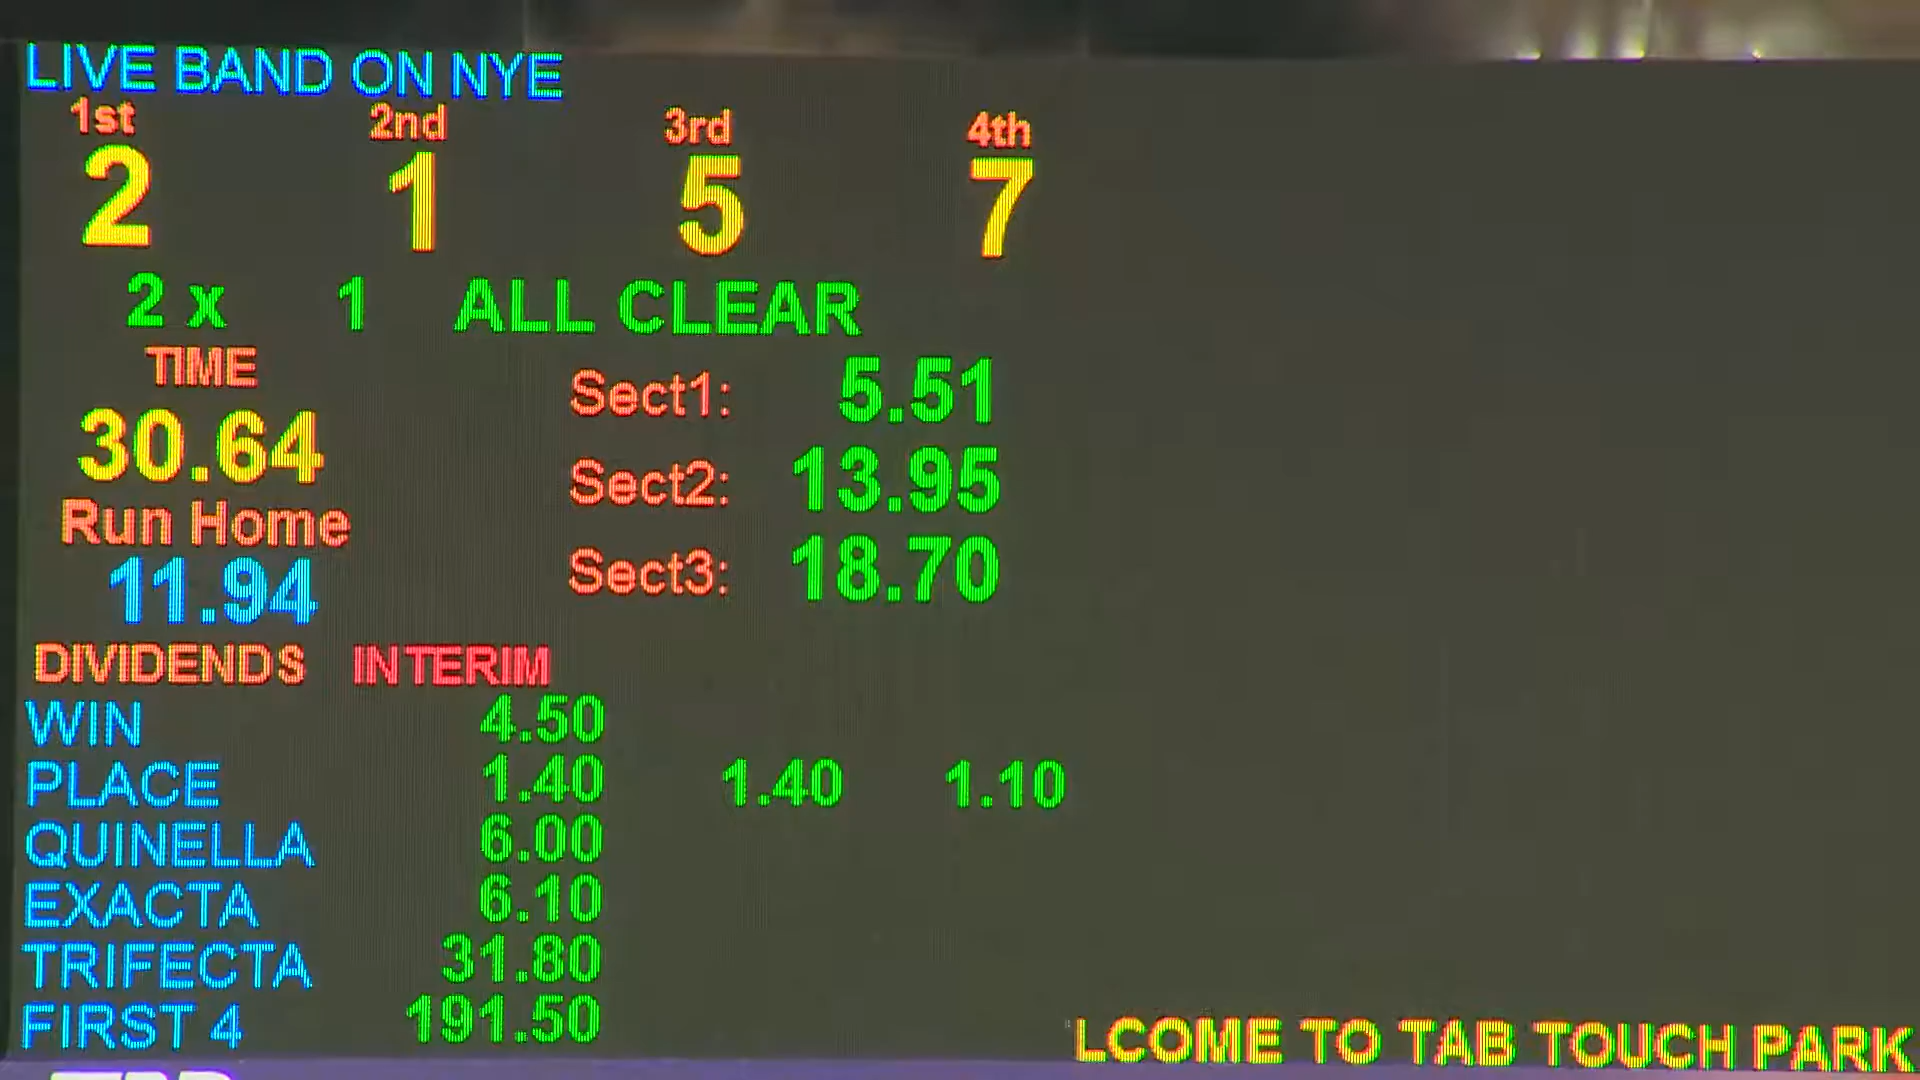 LIVE BAND ON NYE
1st 2nd 3rd 4th
2 1 5 7
2 x 1 ALL CLEAR
TIME
30.64
Sect1: 5.51
Sect2: 13.95
Run Home
11.94
Sect3: 18.70
DIVIDENDS INTERIM
WIN 4.50
PLACE 1.40 1.40 1.10
QUINELLA 6.00
EXACTA 6.10
TRIFECTA 31.80
FIRST 4 191.50
LCOME TO TAB TOUCH PARK